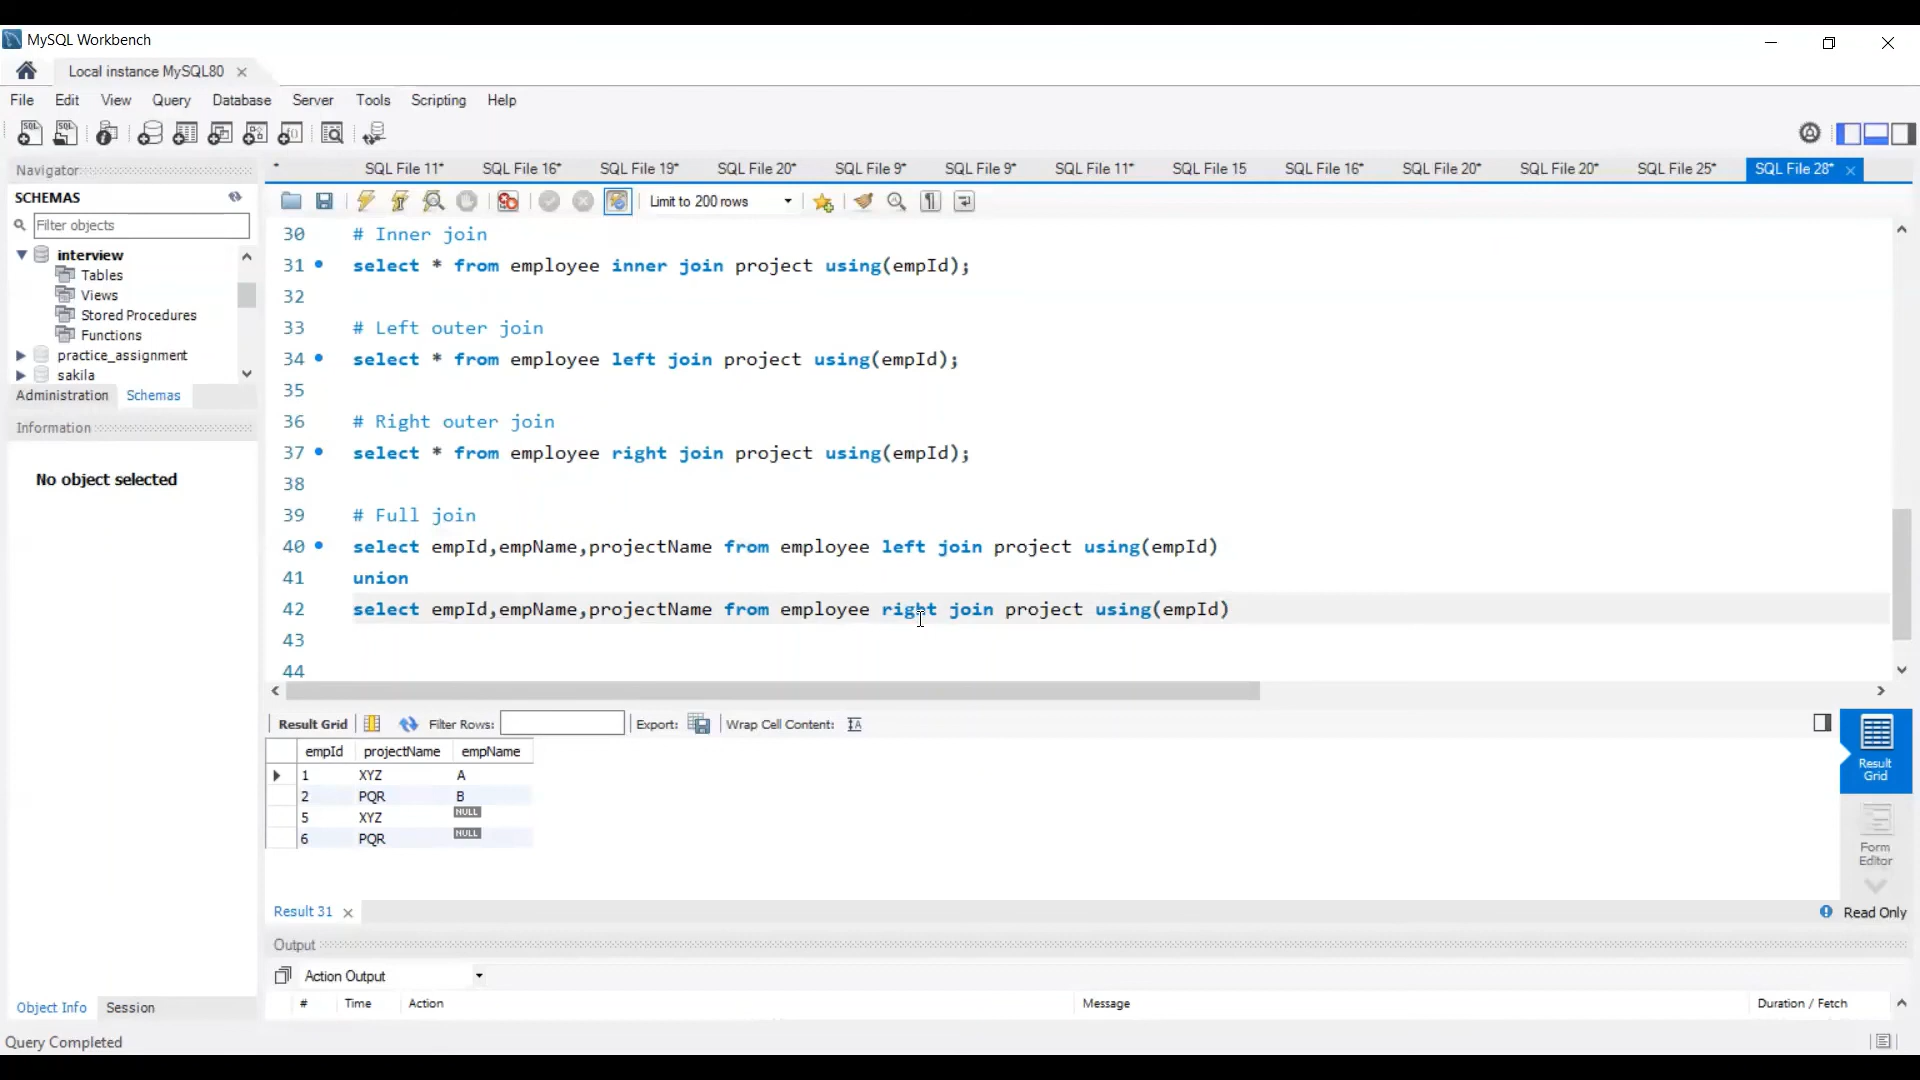 MySQL Workbench
Local instance MySQL80
File Edit View Query Database Server Tools Scripting Help
Navigator
SQL File 11* SQL File 16* SQL File 19* SQL File 20* SQL File 9* SQL File 9* SQL File 11* SQL File 15 SQL File 16* SQL File 20* SQL File 20* SQL File 25* SQL File 28*
SCHEMAS
Limit to 200 rows
Filter objects
interview
Tables
Views
Stored Procedures
Functions
practice_assignment
sakila
Administration Schemas
Information
No object selected
30 # Inner join
31 select * from employee inner join project using(empId);
32
33 # Left outer join
34 select * from employee left join project using(empId);
35
36 # Right outer join
37 select * from employee right join project using(empId);
38
39 # Full join
40 select empId,empName,projectName from employee left join project using(empId)
41 union
42 select empId,empName,projectName from employee right join project using(empId)
43
44
Result Grid Filter Rows: Export: Wrap Cell Content:
empId projectName empName
1 XYZ A
2 PQR B
5 XYZ NULL
6 PQR NULL
Result Grid
Form Editor
Result 31
Read Only
Output
Action Output
# Time Action Message Duration / Fetch
Object Info Session
Query Completed